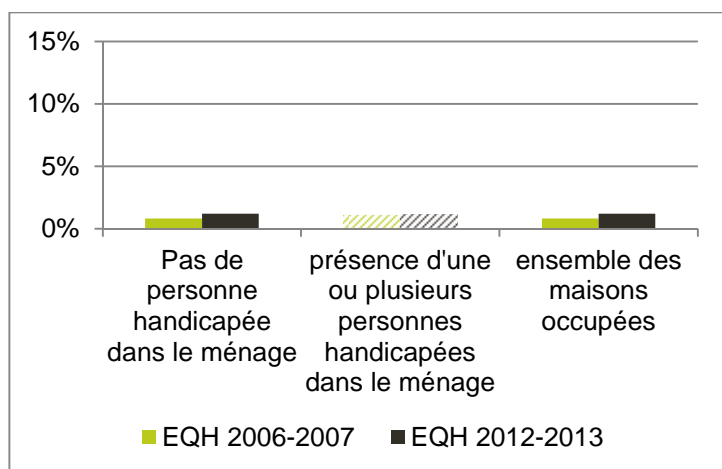 15%
10%
5%
0%
Pas de
personne
handicapée
dans le ménage
présence d'une
ou plusieurs
personnes
handicapées
dans le ménage
ensemble des
maisons
occupées
EQH 2006-2007
EQH 2012-2013